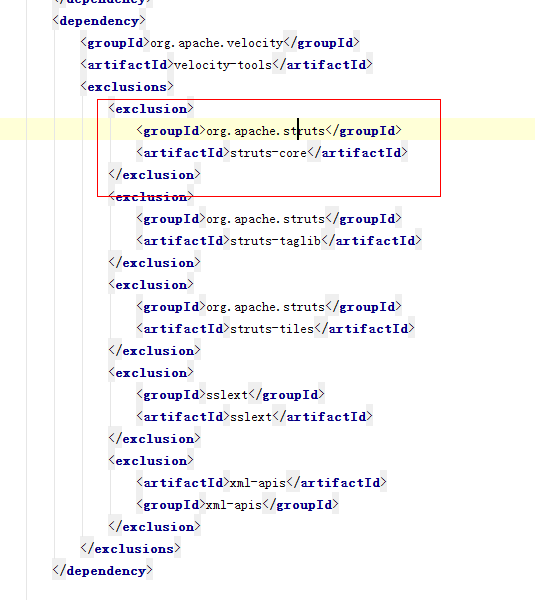 </dependency>
<dependency>
<groupId>org.apache.velocity</groupId>
<artifactId>velocity-tools</artifactId>
<exclusions>
<exclusion>
<groupId>org.apache.struts</groupId>
<artifactId>struts-core</artifactId>
</exclusion>
<exclusion>
<groupId>org.apache.struts</groupId>
<artifactId>struts-taglib</artifactId>
</exclusion>
<exclusion>
<groupId>org.apache.struts</groupId>
<artifactId>struts-tiles</artifactId>
</exclusion>
<exclusion>
<groupId>sslext</groupId>
<artifactId>sslext</artifactId>
</exclusion>
<exclusion>
<artifactId>xml-apis</artifactId>
<groupId>xml-apis</groupId>
</exclusion>
</exclusions>
</dependency>